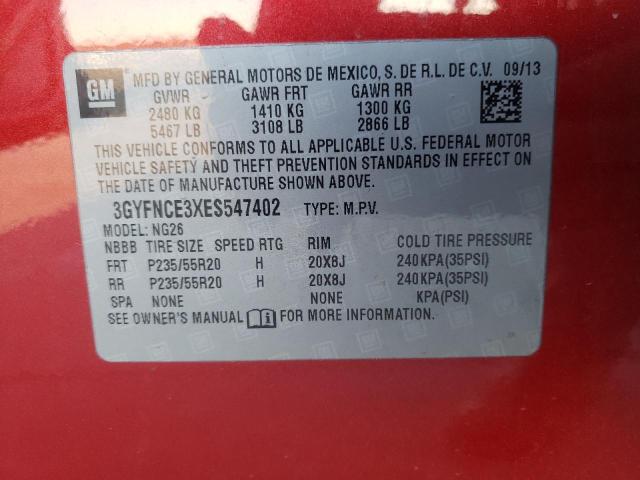 GM
MFD BY GENERAL MOTORS DE MEXICO, S. DE R.L. DE C.V. 09/13
GVWR GAWR FRT GAWR RR
2480 KG 1410 KG 1300 KG
5467 LB 3108 LB 2866 LB
THIS VEHICLE CONFORMS TO ALL APPLICABLE U.S. FEDERAL MOTOR
VEHICLE SAFETY AND THEFT PREVENTION STANDARDS IN EFFECT ON
THE DATE OF MANUFACTURE SHOWN ABOVE.
3GYFNCE3XES547402 TYPE: M.P.V.
MODEL: NG26
NBBB TIRE SIZE SPEED RTG RIM COLD TIRE PRESSURE
FRT P235/55R20 H 20X8J 240KPA(35PSI)
RR P235/55R20 H 20X8J 240KPA(35PSI)
SPA NONE NONE KPA(PSI)
SEE OWNER'S MANUAL FOR MORE INFORMATION.